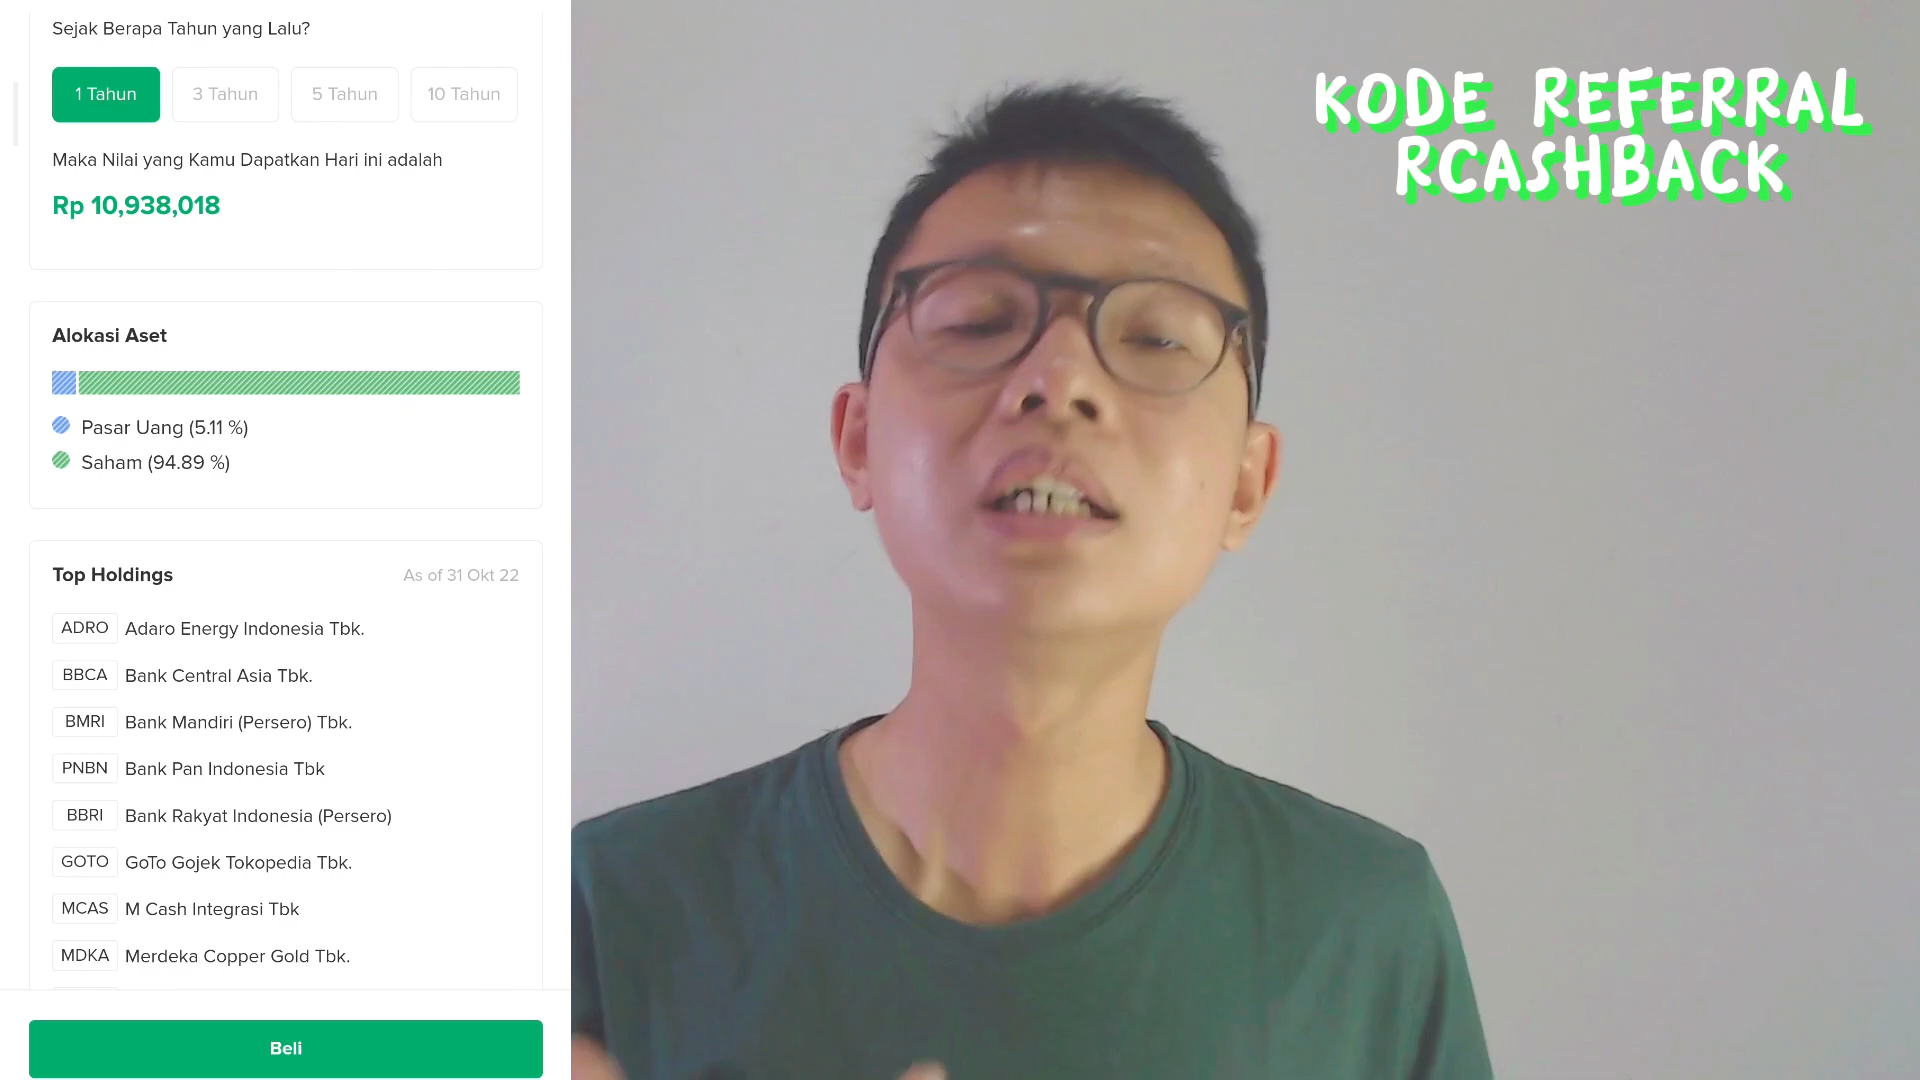 Sejak Berapa Tahun yang Lalu?
1 Tahun
3 Tahun
5 Tahun
10 Tahun
Maka Nilai yang Kamu Dapatkan Hari ini adalah
Rp 10,938,018
Alokasi Aset
Pasar Uang (5.11 %)
Saham (94.89 %)
Top Holdings
As of 31 Okt 22
ADRO Adaro Energy Indonesia Tbk.
BBCA Bank Central Asia Tbk.
BMRI Bank Mandiri (Persero) Tbk.
PNBN Bank Pan Indonesia Tbk
BBRI Bank Rakyat Indonesia (Persero)
GOTO GoTo Gojek Tokopedia Tbk.
MCAS M Cash Integrasi Tbk
MDKA Merdeka Copper Gold Tbk.
Beli
KODE REFERRAL
RCASHBACK